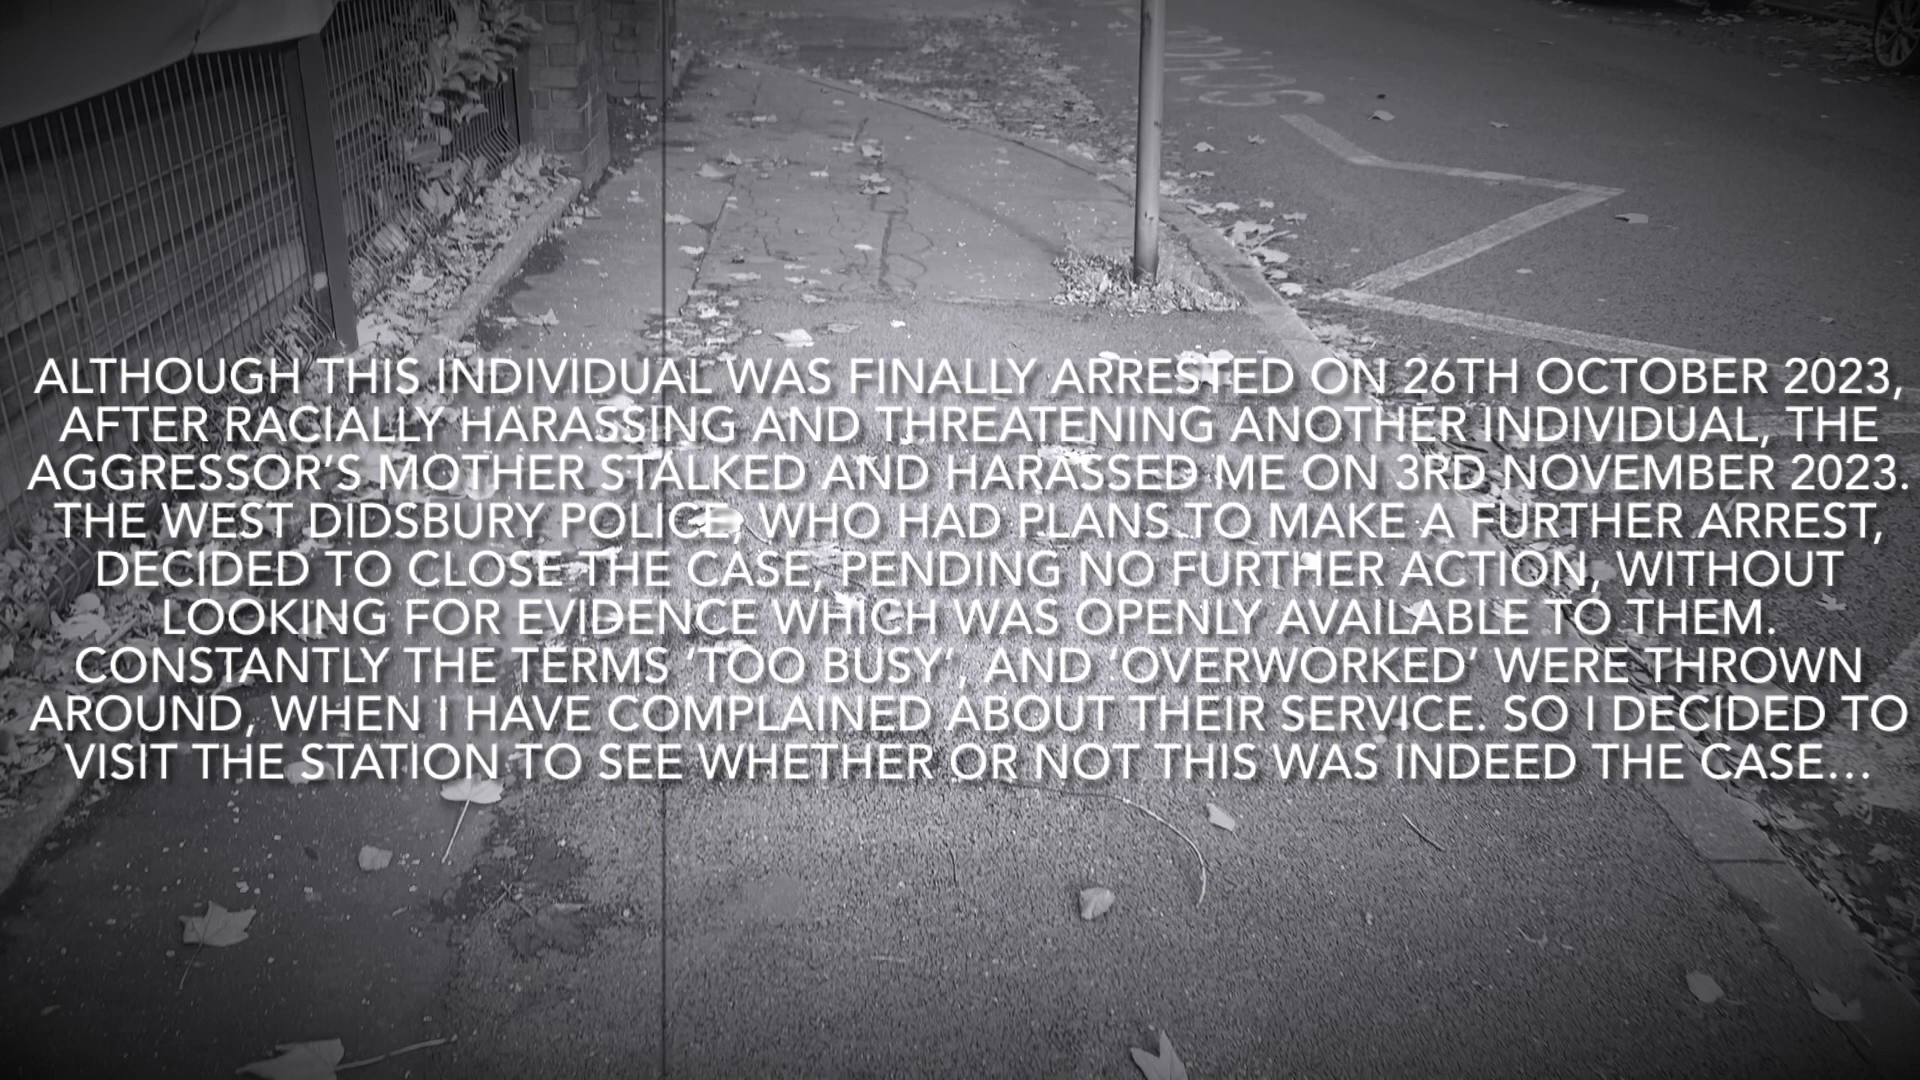 ALTHOUGH THIS INDIVIDUAL WAS FINALLY ARRESTED ON 26TH OCTOBER 2023,
AFTER RACIALLY HARASSING AND THREATENING ANOTHER INDIVIDUAL, THE
AGGRESSOR’S MOTHER STALKED AND HARASSED ME ON 3RD NOVEMBER 2023.
THE WEST DIDSBURY POLICE, WHO HAD PLANS TO MAKE A FURTHER ARREST,
DECIDED TO CLOSE THE CASE, PENDING NO FURTHER ACTION, WITHOUT
LOOKING FOR EVIDENCE WHICH WAS OPENLY AVAILABLE TO THEM.
CONSTANTLY THE TERMS ‘TOO BUSY’ , AND ‘OVERWORKED’ WERE THROWN
AROUND, WHEN I HAVE COMPLAINED ABOUT THEIR SERVICE. SO I DECIDED TO
VISIT THE STATION TO SEE WHETHER OR NOT THIS WAS INDEED THE CASE…